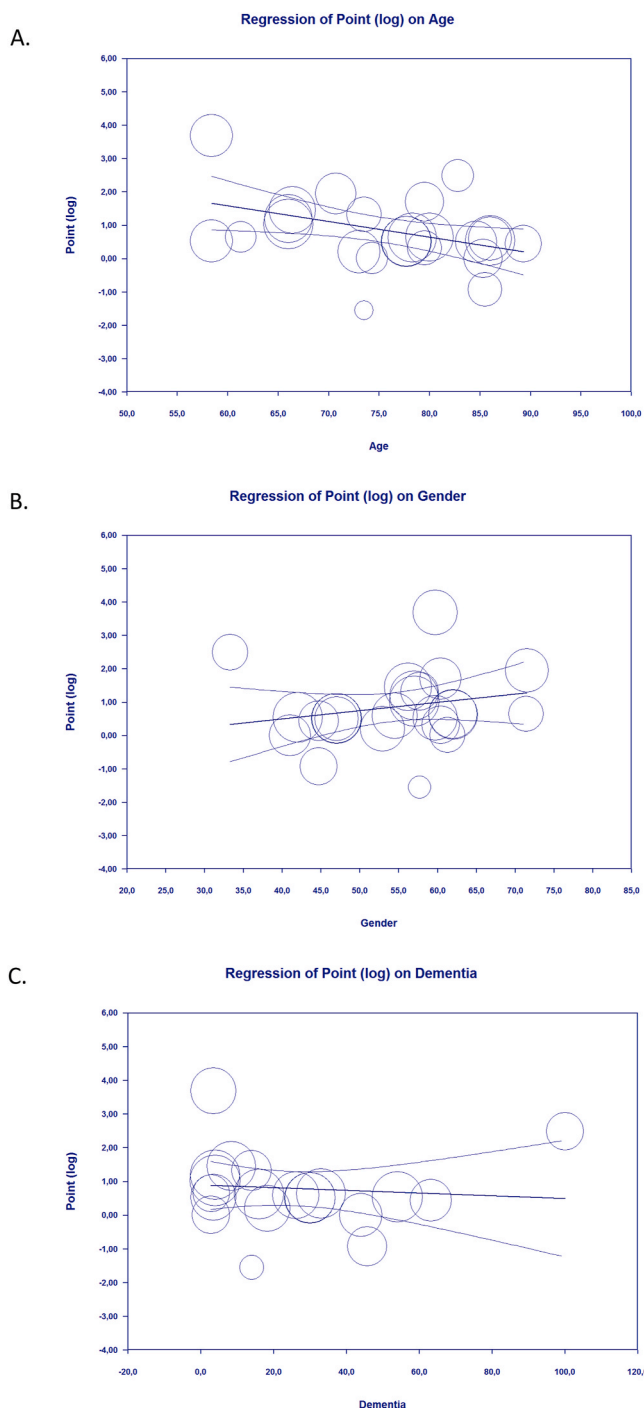 A.
Regression of Point (log) on Age
Point (log)
6,00
5,00
4,00
3,00
2,00
1,00
0,00
-1,00
-2,00
-3,00
-4,00
50,0 55,0 60,0 65,0 70,0 75,0 80,0 85,0 90,0 95,0 100,0
Age
B.
Regression of Point (log) on Gender
Point (log)
6,00
5,00
4,00
3,00
2,00
1,00
0,00
-1,00
-2,00
-3,00
-4,00
20,0 25,0 30,0 35,0 40,0 45,0 50,0 55,0 60,0 65,0 70,0 75,0 80,0 85,0
Gender
C.
Regression of Point (log) on Dementia
Point (log)
6,00
5,00
4,00
3,00
2,00
1,00
0,00
-1,00
-2,00
-3,00
-4,00
-20,0 0,0 20,0 40,0 60,0 80,0 100,0 120,
Dementia